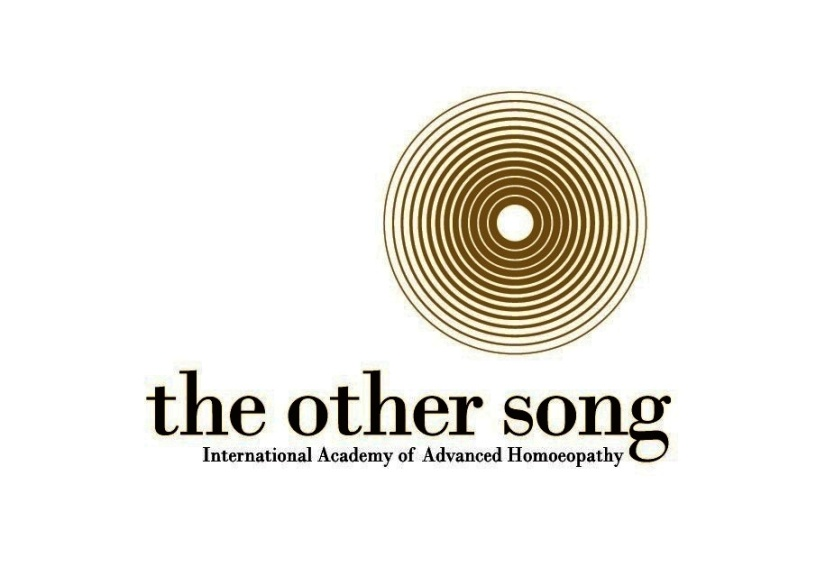 the other song
International Academy of Advanced Homoeopathy